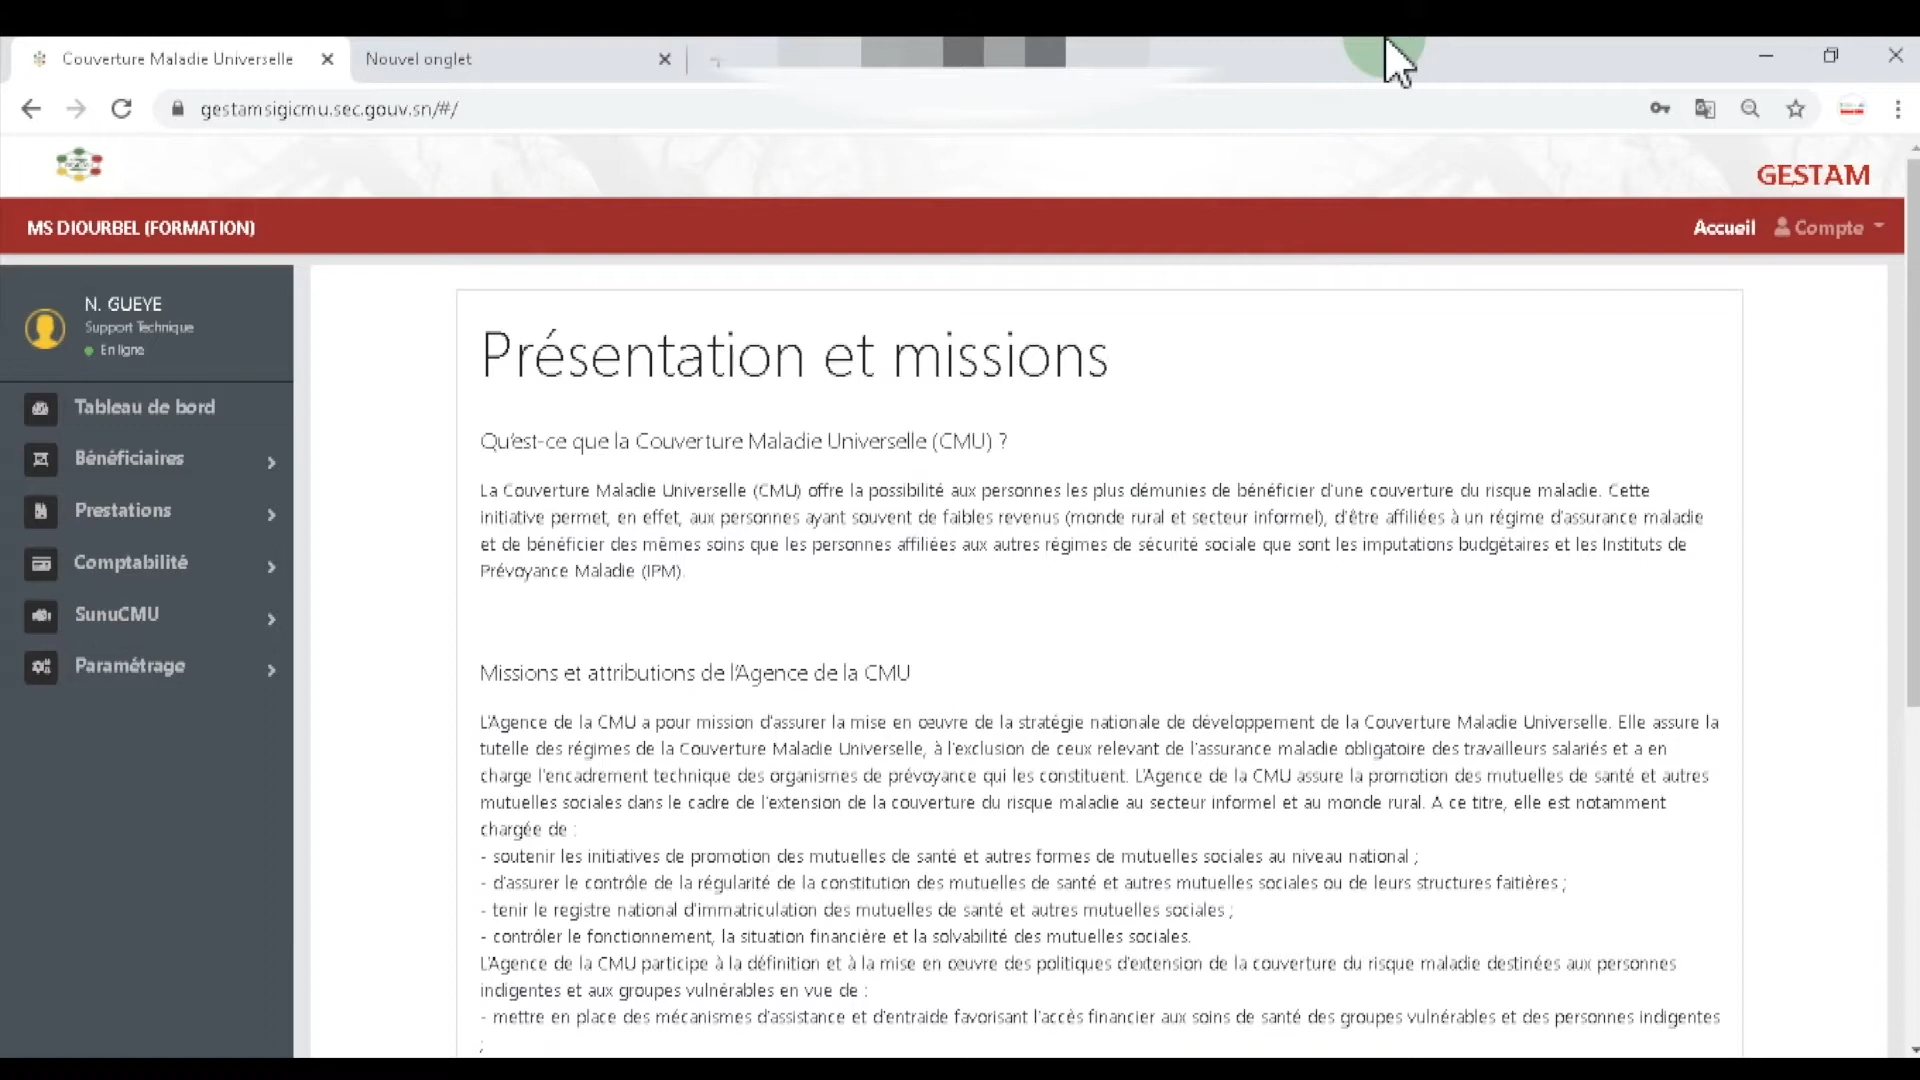 Couverture Maladie Universelle
Nouvel onglet
gestamsigicmu.sec.gouv.sn/#/
GESTAM
MS DIOURBEL (FORMATION)
Accueil
Compte
N. GUEYE
Support Technique
En ligne
Tableau de bord
Bénéficiaires
Prestations
Comptabilité
SunuCMU
Paramétrage
Présentation et missions
Qu'est-ce que la Couverture Maladie Universelle (CMU) ?
La Couverture Maladie Universelle (CMU) offre la possibilité aux personnes les plus démunies de bénéficier d'une couverture du risque maladie. Cette
initiative permet, en effet, aux personnes ayant souvent de faibles revenus (monde rural et secteur informel), d'être affiliées à un régime d'assurance maladie
et de bénéficier des mêmes soins que les personnes affiliées aux autres régimes de sécurité sociale que sont les imputations budgétaires et les Instituts de
Prévoyance Maladie (IPM).
Missions et attributions de l'Agence de la CMU
L'Agence de la CMU a pour mission d'assurer la mise en œuvre de la stratégie nationale de développement de la Couverture Maladie Universelle. Elle assure la
tutelle des régimes de la Couverture Maladie Universelle, à l'exclusion de ceux relevant de l'assurance maladie obligatoire des travailleurs salariés et a en
charge l'encadrement technique des organismes de prévoyance qui les constituent. L'Agence de la CMU assure la promotion des mutuelles de santé et autres
mutuelles sociales dans le cadre de l'extension de la couverture du risque maladie au secteur informel et au monde rural. A ce titre, elle est notamment
chargée de :
- soutenir les initiatives de promotion des mutuelles de santé et autres formes de mutuelles sociales au niveau national ;
- d'assurer le contrôle de la régularité de la constitution des mutuelles de santé et autres mutuelles sociales ou de leurs structures faitières ;
- tenir le registre national d'immatriculation des mutuelles de santé et autres mutuelles sociales ;
- contrôler le fonctionnement, la situation financière et la solvabilité des mutuelles sociales.
L'Agence de la CMU participe à la définition et à la mise en œuvre des politiques d'extension de la couverture du risque maladie destinées aux personnes
indigentes et aux groupes vulnérables en vue de :
- mettre en place des mécanismes d'assistance et d'entraide favorisant l'accès financier aux soins de santé des groupes vulnérables et des personnes indigentes
;